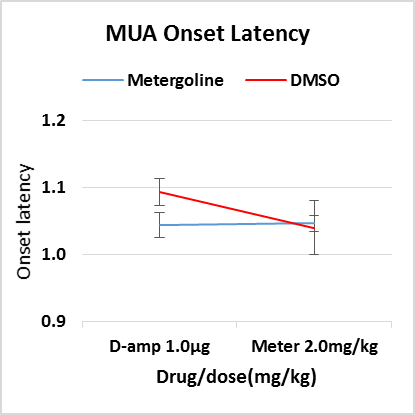 MUA Onset Latency
Metergoline DMSO
1.2
1.1
1.0
0.9
Onset latency
D-amp 1.0µg Meter 2.0mg/kg
Drug/dose(mg/kg)